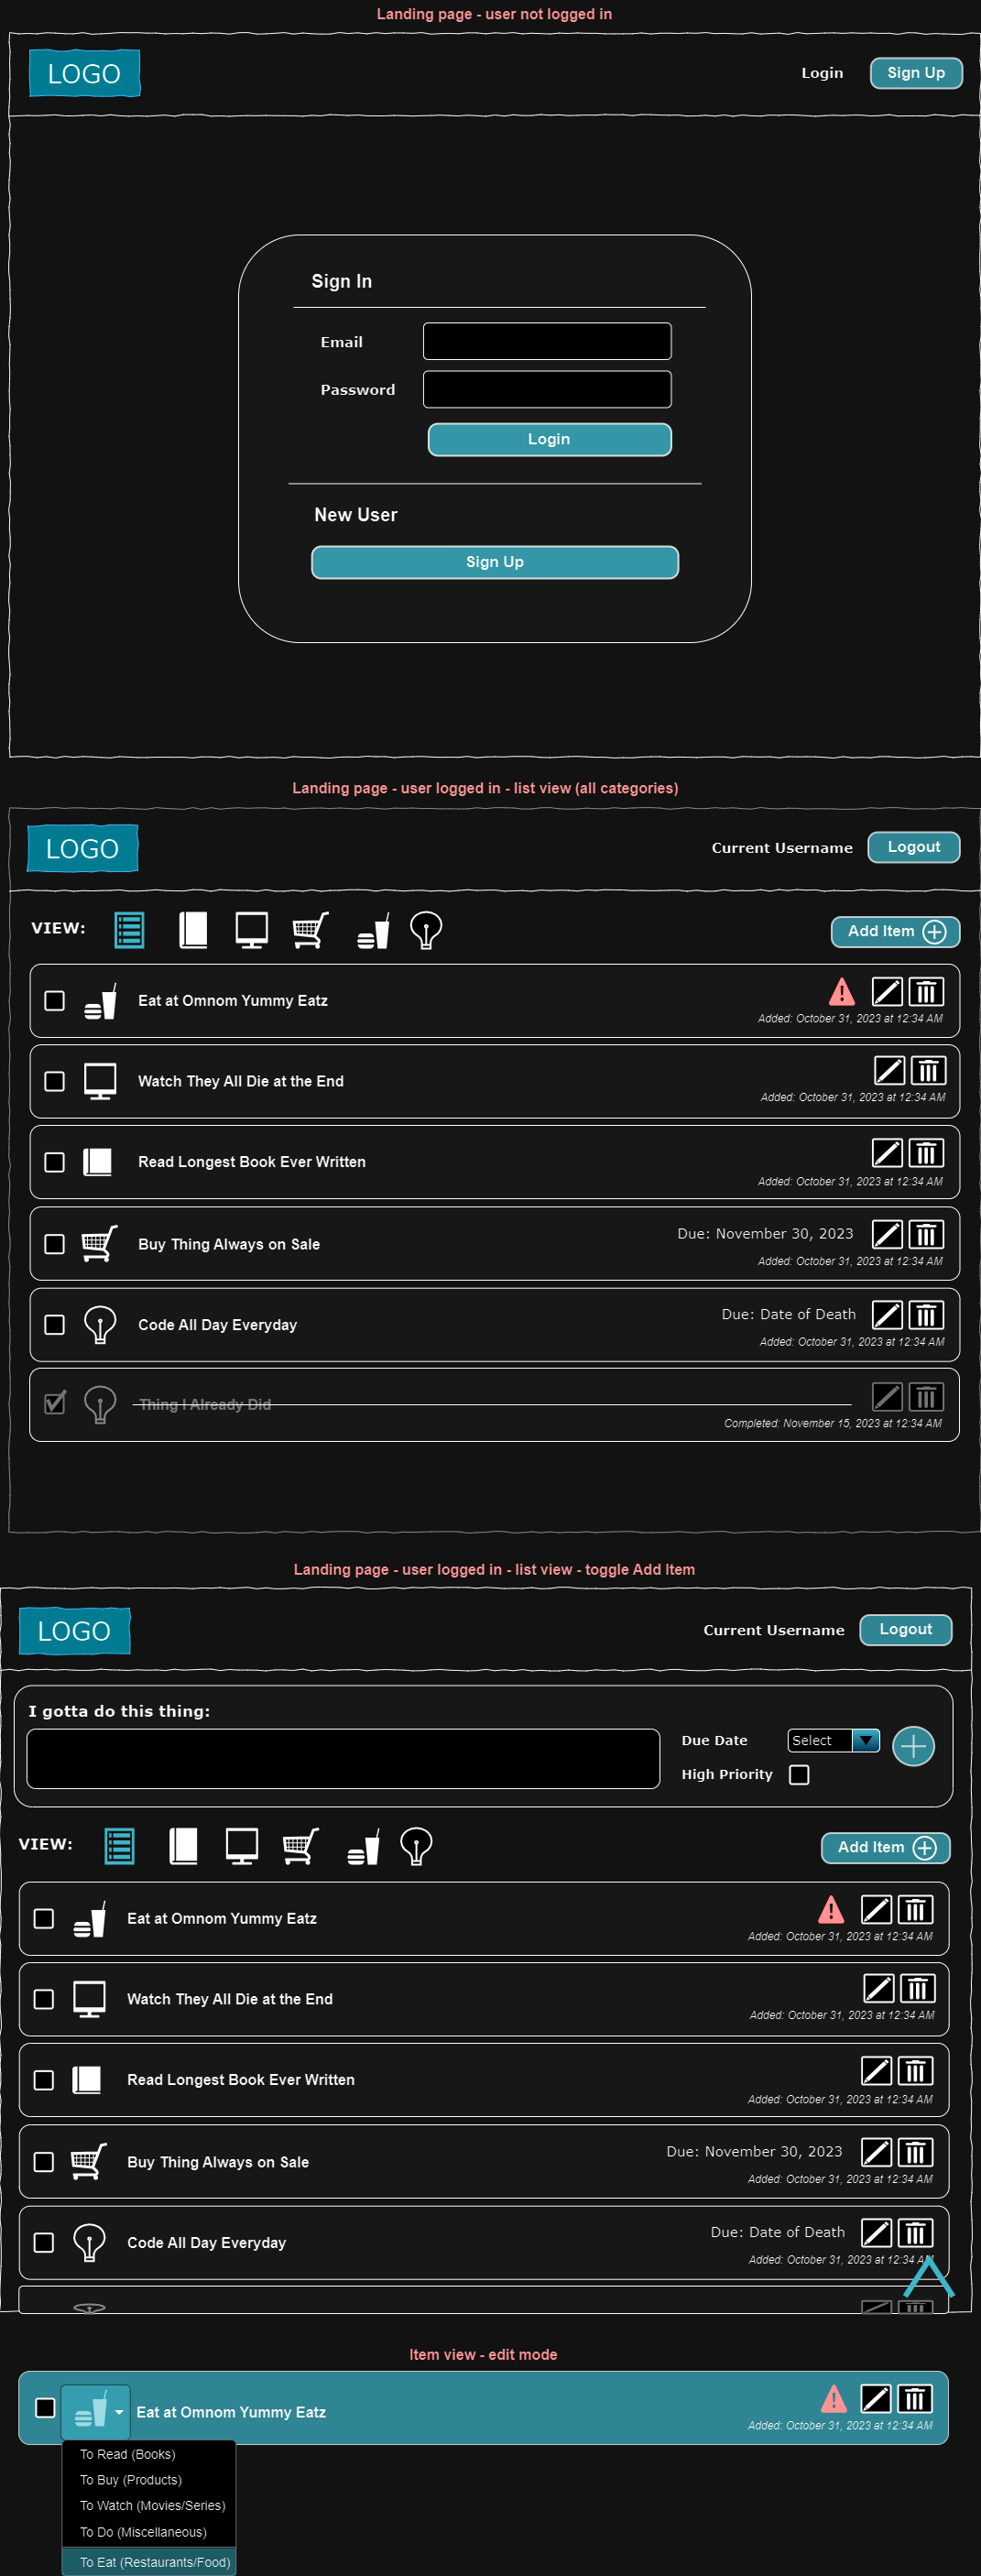 Landing page - user not logged in
LOGO
Login
Sign Up
Sign In
Email
Password
Login
New User
Sign Up
Landing page - user logged in - list view (all categories)
LOGO
Current Username
Logout
VIEW:
Add Item
Eat at Omnom Yummy Eatz
Added: October 31, 2023 at 12:34 AM
Watch They All Die at the End
Added: October 31, 2023 at 12:34 AM
Read Longest Book Ever Written
Added: October 31, 2023 at 12:34 AM
Buy Thing Always on Sale
Due: November 30, 2023
Added: October 31, 2023 at 12:34 AM
Code All Day Everyday
Due: Date of Death
Added: October 31, 2023 at 12:34 AM
Thing I Already Did
Completed: November 15, 2023 at 12:34 AM
Landing page - user logged in - list view - toggle Add Item
LOGO
Current Username
Logout
I gotta do this thing:
Due Date
Select
High Priority
VIEW:
Add Item
Eat at Omnom Yummy Eatz
Added: October 31, 2023 at 12:34 AM
Watch They All Die at the End
Added: October 31, 2023 at 12:34 AM
Read Longest Book Ever Written
Added: October 31, 2023 at 12:34 AM
Buy Thing Always on Sale
Due: November 30, 2023
Added: October 31, 2023 at 12:34 AM
Code All Day Everyday
Due: Date of Death
Added: October 31, 2023 at 12:34 AM
Item view - edit mode
Eat at Omnom Yummy Eatz
Added: October 31, 2023 at 12:34 AM
To Read (Books)
To Buy (Products)
To Watch (Movies/Series)
To Do (Miscellaneous)
To Eat (Restaurants/Food)